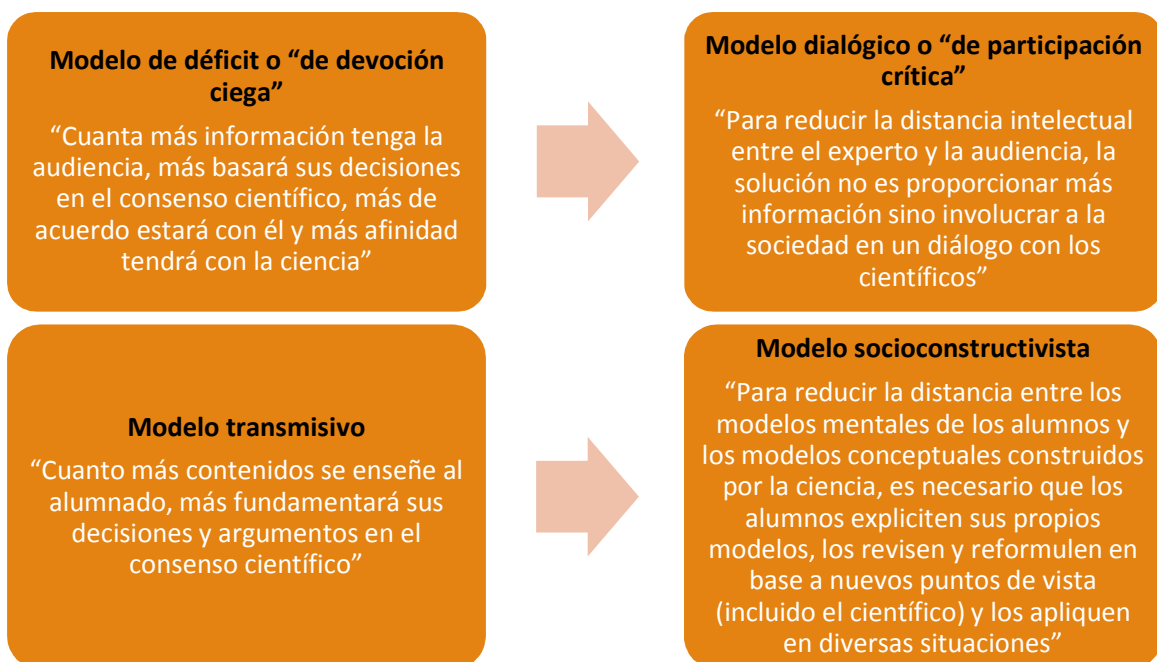 Modelo de déficit o “de devoción
ciega”
“Cuanta más información tenga la
audiencia, más basará sus decisiones
en el consenso científico, más de
acuerdo estará con él y más afinidad
tendrá con la ciencia”
Modelo dialógico o “de participación
crítica”
“Para reducir la distancia intelectual
entre el experto y la audiencia, la
solución no es proporcionar más
información sino involucrar a la
sociedad en un diálogo con los
científicos”
Modelo transmisivo
“Cuanto más contenidos se enseñe al
alumnado, más fundamentará sus
decisiones y argumentos en el
consenso científico”
Modelo socioconstructivista
“Para reducir la distancia entre los
modelos mentales de los alumnos y
los modelos conceptuales construidos
por la ciencia, es necesario que los
alumnos expliciten sus propios
modelos, los revisen y reformulen en
base a nuevos puntos de vista
(incluido el científico) y los apliquen
en diversas situaciones”